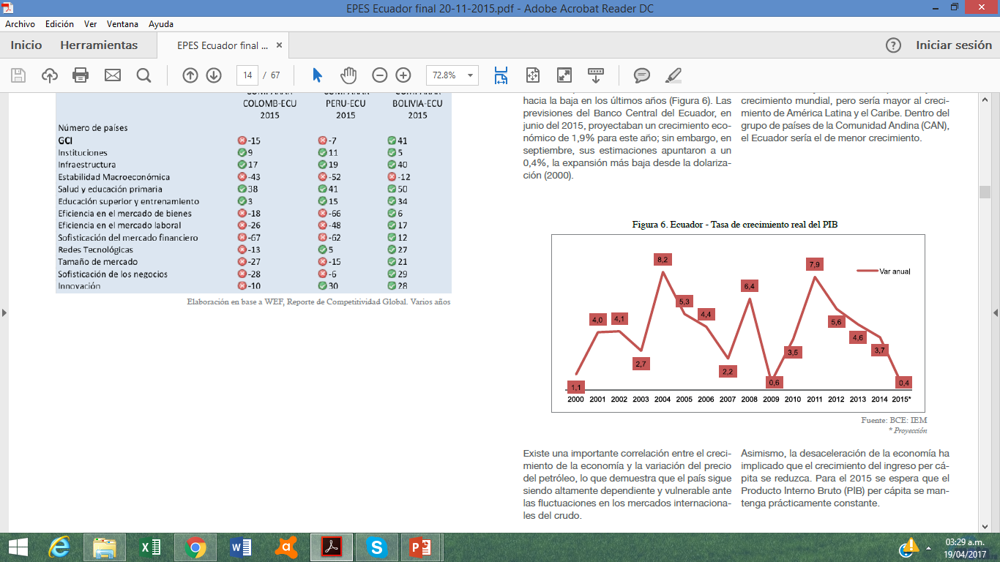 EPES Ecuador final 20-11-2015.pdf - Adobe Acrobat Reader DC
Archivo Edición Ver Ventana Ayuda
Inicio Herramientas EPES Ecuador final ... × Iniciar sesión
14 / 67 72.8%
COLOMB-ECU PERU-ECU BOLIVIA-ECU
2015 2015 2015
Número de países
GCI -15 -7 41
Instituciones 9 11 5
Infraestructura 17 19 40
Estabilidad Macroeconómica -43 -52 -12
Salud y educación primaria 38 41 50
Educación superior y entrenamiento 3 15 34
Eficiencia en el mercado de bienes -18 -66 6
Eficiencia en el mercado laboral -26 -48 17
Sofisticación del mercado financiero -67 -62 12
Redes Tecnológicas -13 5 27
Tamaño de mercado -27 -15 21
Sofisticación de los negocios -28 -6 29
Innovación -10 30 28
Elaboración en base a WEF, Reporte de Competitividad Global. Varios años
hacia la baja en los últimos años (Figura 6). Las
previsiones del Banco Central del Ecuador, en
junio del 2015, proyectaban un crecimiento eco-
nómico de 1,9% para este año; sin embargo, en
septiembre, sus estimaciones apuntaron a un
0,4%, la expansión más baja desde la dolariza-
ción (2000).
crecimiento mundial, pero sería mayor al creci-
miento de América Latina y el Caribe. Dentro del
grupo de países de la Comunidad Andina (CAN),
el Ecuador sería el de menor crecimiento.
Figura 6. Ecuador - Tasa de crecimiento real del PIB
Var anual
1,1 4,0 4,1 2,7 8,2 5,3 4,4 2,2 6,4 0,6 3,5 7,9 5,6 4,6 3,7 0,4
2000 2001 2002 2003 2004 2005 2006 2007 2008 2009 2010 2011 2012 2013 2014 2015*
Fuente: BCE: IEM
* Proyección
Existe una importante correlación entre el creci-
miento de la economía y la variación del precio
del petróleo, lo que demuestra que el país sigue
siendo altamente dependiente y vulnerable ante
las fluctuaciones en los mercados internaciona-
les del crudo.
Asimismo, la desaceleración de la economía ha
implicado que el crecimiento del ingreso per cá-
pita se reduzca. Para el 2015 se espera que el
Producto Interno Bruto (PIB) per cápita se man-
tenga prácticamente constante.
03:29 a.m.
19/04/2017